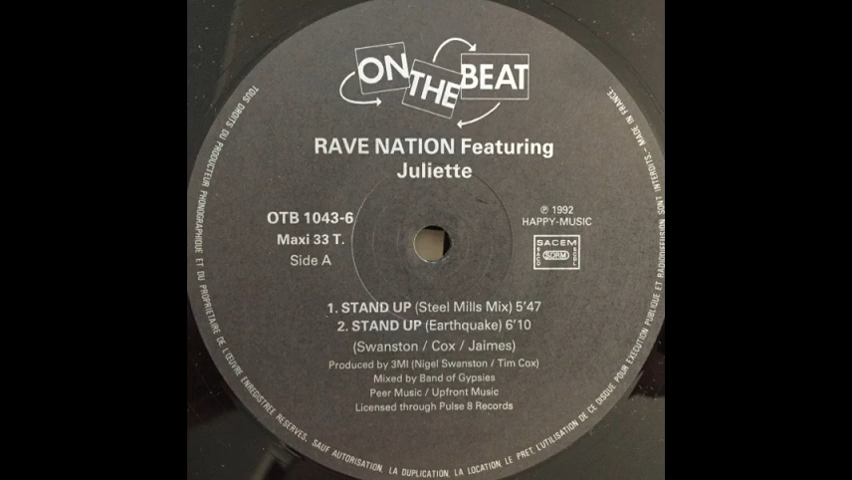 ON THE BEAT
RAVE NATION Featuring
Juliette
OTB 1043-6
Maxi 33 T.
Side A
℗ 1992
HAPPY-MUSIC
SACEM
SDRM
1. STAND UP (Steel Mills Mix) 5'47
2. STAND UP (Earthquake) 6'10
(Swanston / Cox / Jaimes)
Produced by 3MI (Nigel Swanston / Tim Cox)
Mixed by Band of Gypsies
Peer Music / Upfront Music
Licensed through Pulse 8 Records
TOUS DROITS DU PRODUCTEUR PHONOGRAPHIQUE ET DU PROPRIETAIRE DE L'ŒUVRE ENREGISTREE RESERVES. SAUF AUTORISATION, LA DUPLICATION, LA LOCATION, LE PRET, L'UTILISATION DE CE DISQUE POUR EXECUTION PUBLIQUE ET RADIODIFFUSION SONT INTERDITS. - MADE IN FRANCE.